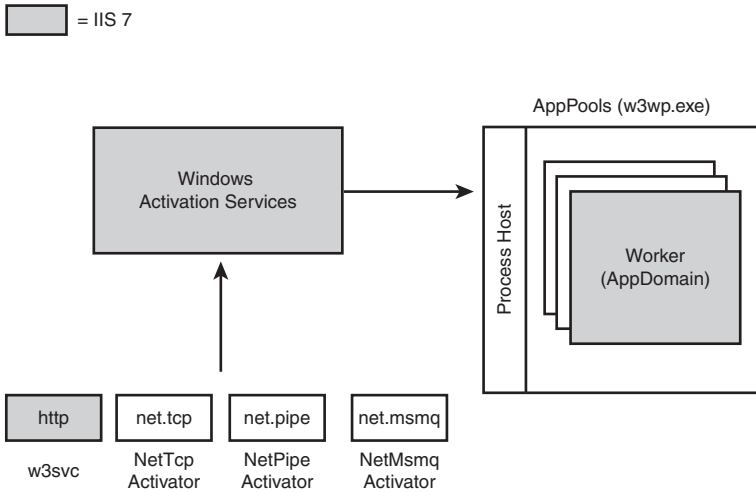 = IIS 7
AppPools (w3wp.exe)
Windows
Activation Services
Process Host
Worker
(AppDomain)
http
net.tcp
net.pipe
net.msmq
w3svc
NetTcp
Activator
NetPipe
Activator
NetMsmq
Activator